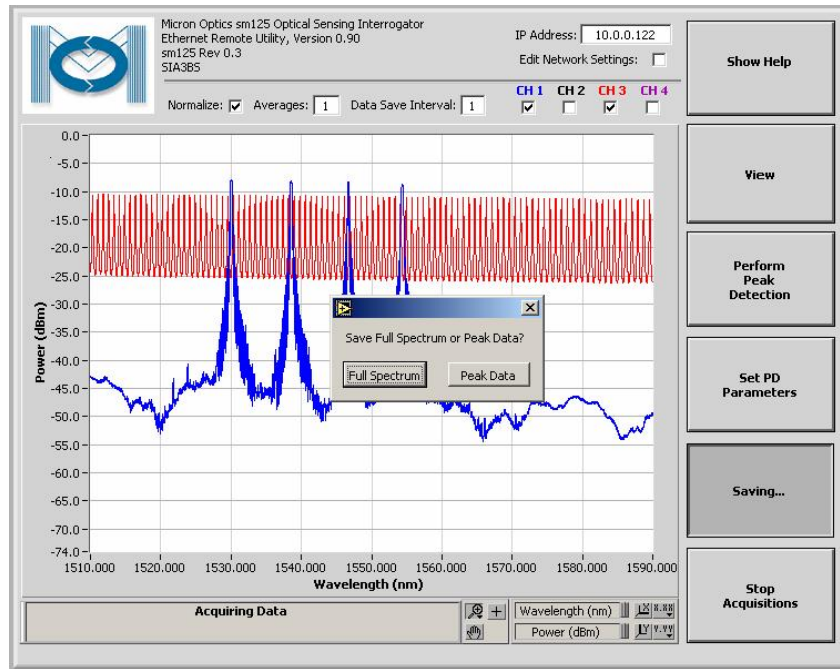 Micron Optics sm125 Optical Sensing Interrogator
Ethernet Remote Utility, Version 0.90
sm125 Rev 0.3
SIA3BS
IP Address: 10.0.0.122
Edit Network Settings:
Normalize: Averages: 1 Data Save Interval: 1
CH 1 CH 2 CH 3 CH 4
Show Help
View
Perform
Peak
Detection
Set PD
Parameters
Saving...
Stop
Acquisitions
0.0
-5.0
-10.0
-15.0
-20.0
-25.0
-30.0
-35.0
-40.0
-45.0
-50.0
-55.0
-60.0
-65.0
-70.0
-74.0
Power (dBm)
Save Full Spectrum or Peak Data?
Full Spectrum Peak Data
1510.000 1520.000 1530.000 1540.000 1550.000 1560.000 1570.000 1580.000 1590.000
Wavelength (nm)
Acquiring Data
Wavelength (nm) X X.XX
Power (dBm) Y Y.YY